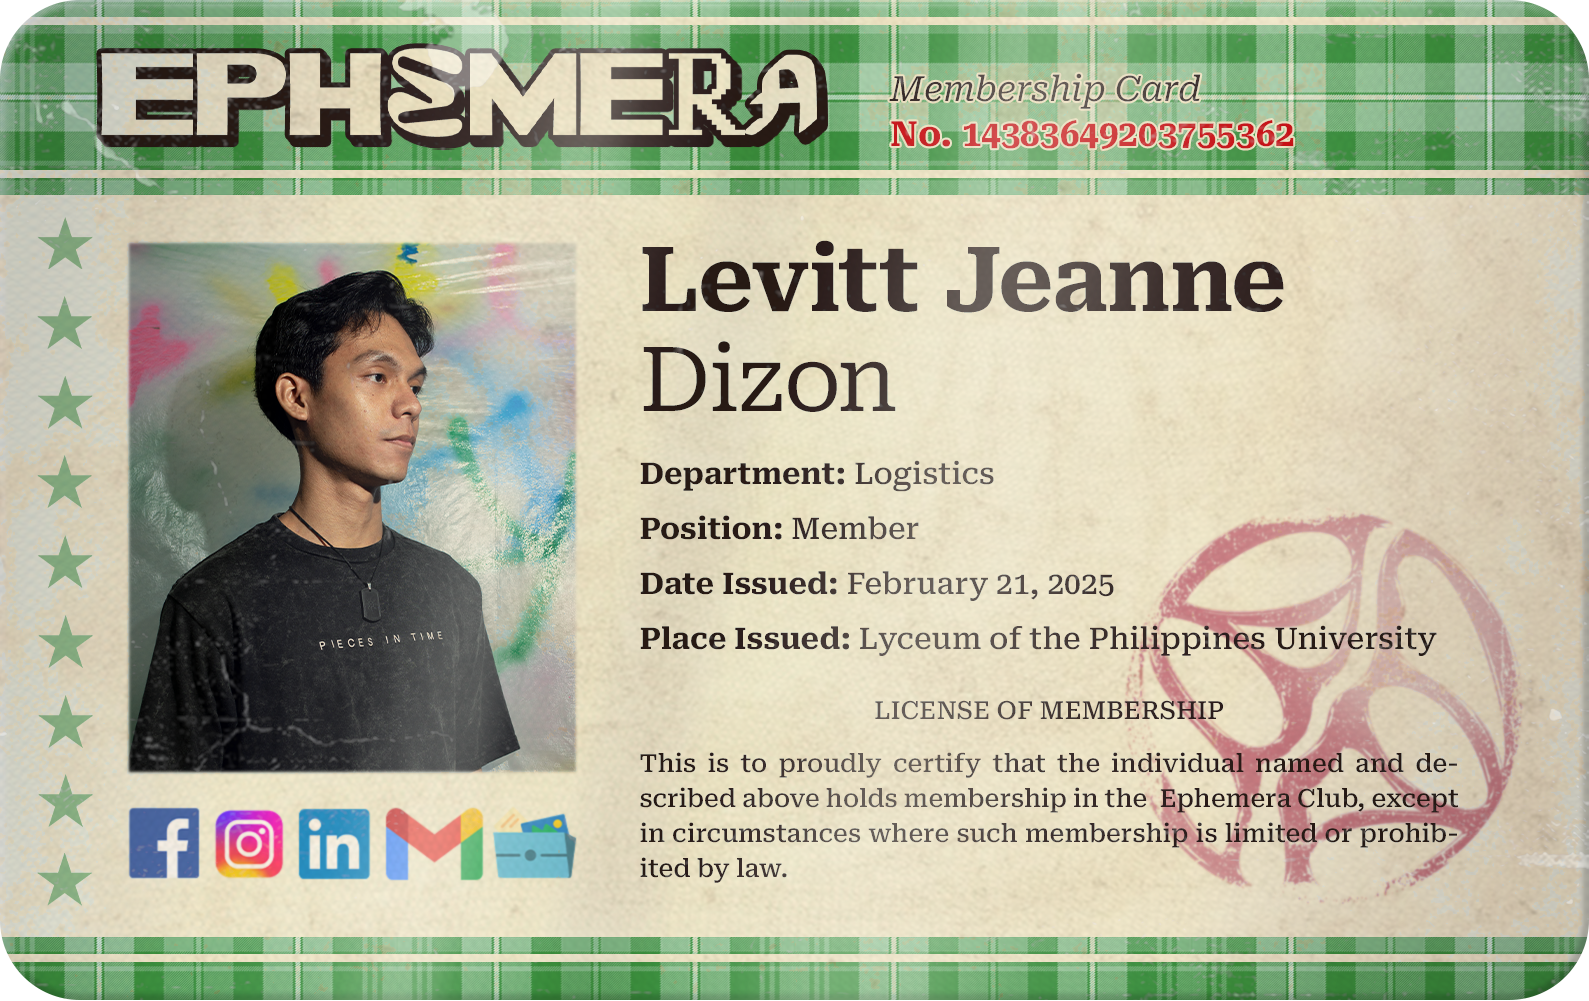 EPHEMERA
Membership Card
No. 14383649203755362
Levitt Jeanne
Dizon
PIECES IN TIME
Department: Logistics
Position: Member
Date Issued: February 21, 2025
Place Issued: Lyceum of the Philippines University
LICENSE OF MEMBERSHIP
This is to proudly certify that the individual named and de-
scribed above holds membership in the Ephemera Club, except
in circumstances where such membership is limited or prohib-
ited by law.
f
in